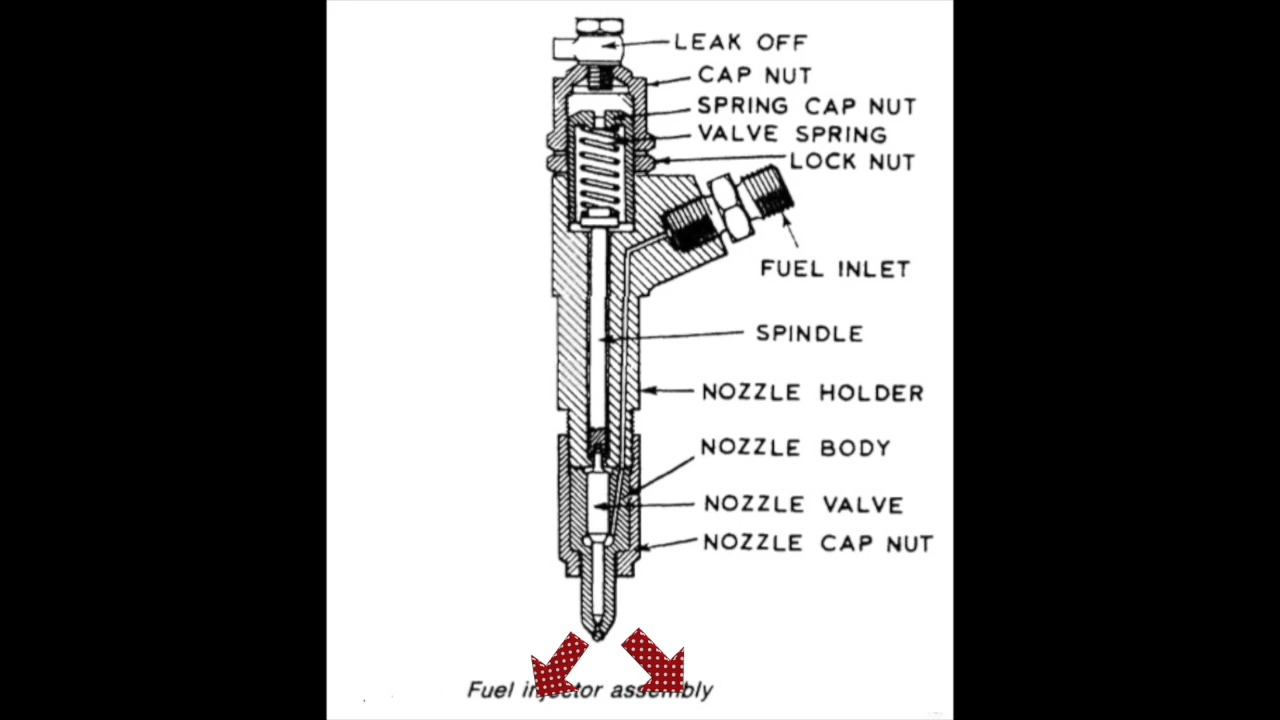 LEAK OFF
CAP NUT
SPRING CAP NUT
VALVE SPRING
LOCK NUT
FUEL INLET
SPINDLE
NOZZLE HOLDER
NOZZLE BODY
NOZZLE VALVE
NOZZLE CAP NUT
Fuel injector assembly